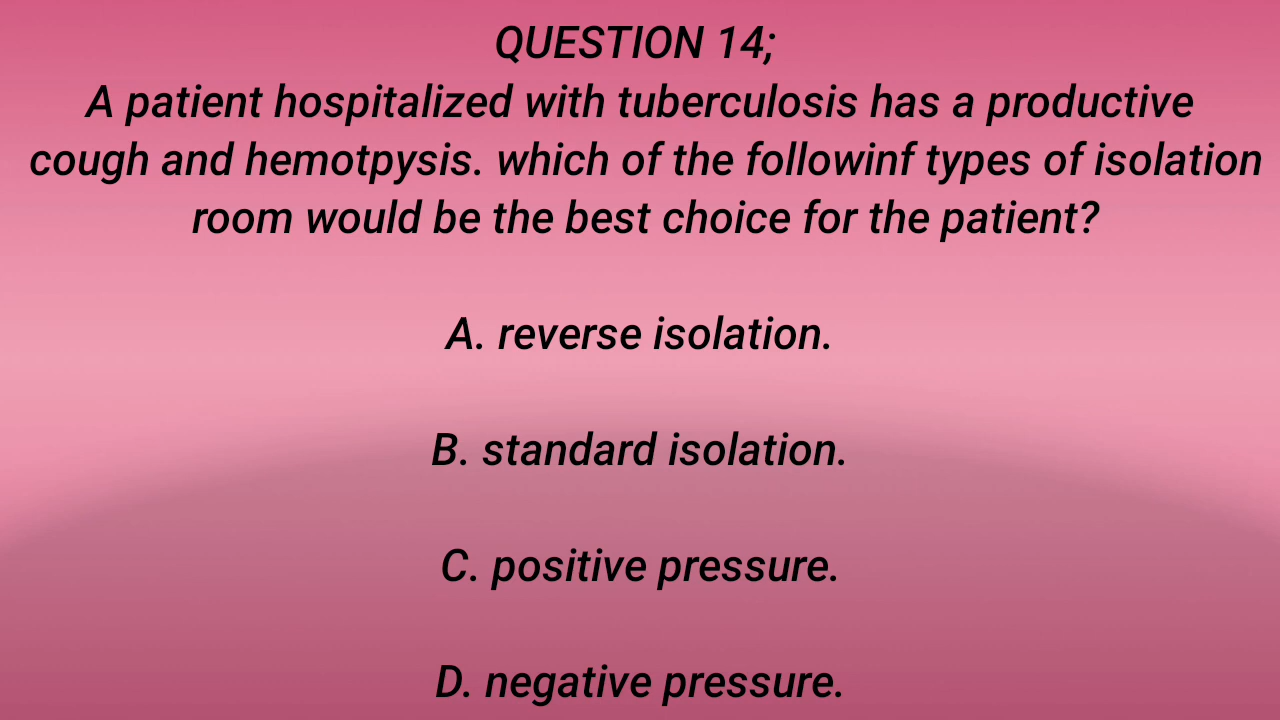 QUESTION 14;
A patient hospitalized with tuberculosis has a productive
cough and hemotpysis. which of the followinf types of isolation
room would be the best choice for the patient?
A. reverse isolation.
B. standard isolation.
C. positive pressure.
D. negative pressure.